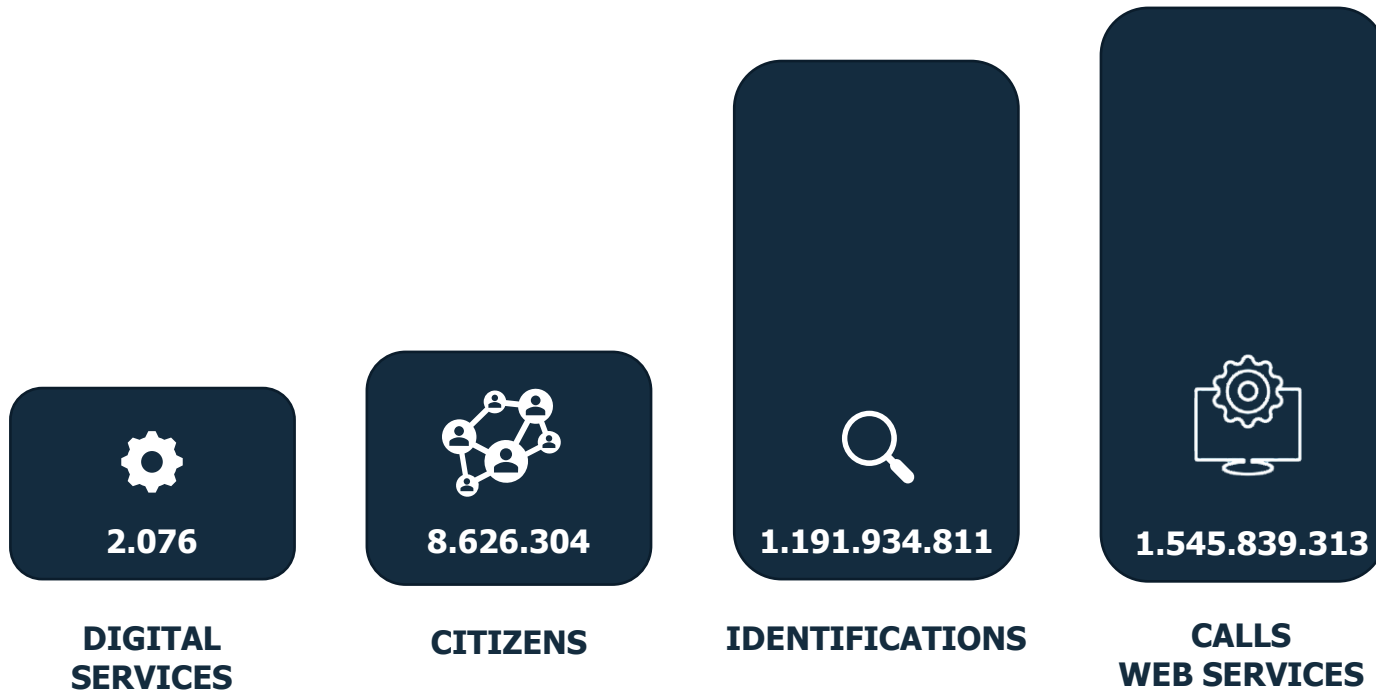 2.076
DIGITAL
SERVICES
8.626.304
CITIZENS
1.191.934.811
IDENTIFICATIONS
1.545.839.313
CALLS
WEB SERVICES